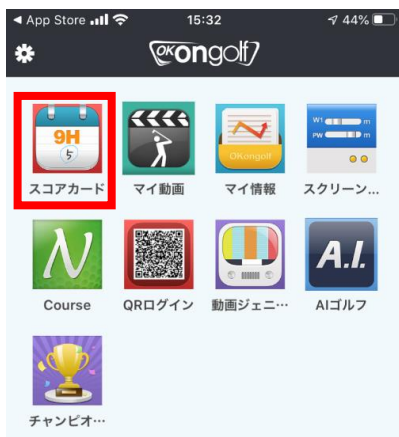 ◀ App Store 15:32 44%
OK ongolf
9H
5
OKongolf
W1 m
PW m
スコアカード マイ動画 マイ情報 スクリーン...
N A.I.
Course QRログイン 動画ジェニ… AIゴルフ
チャンピオ…